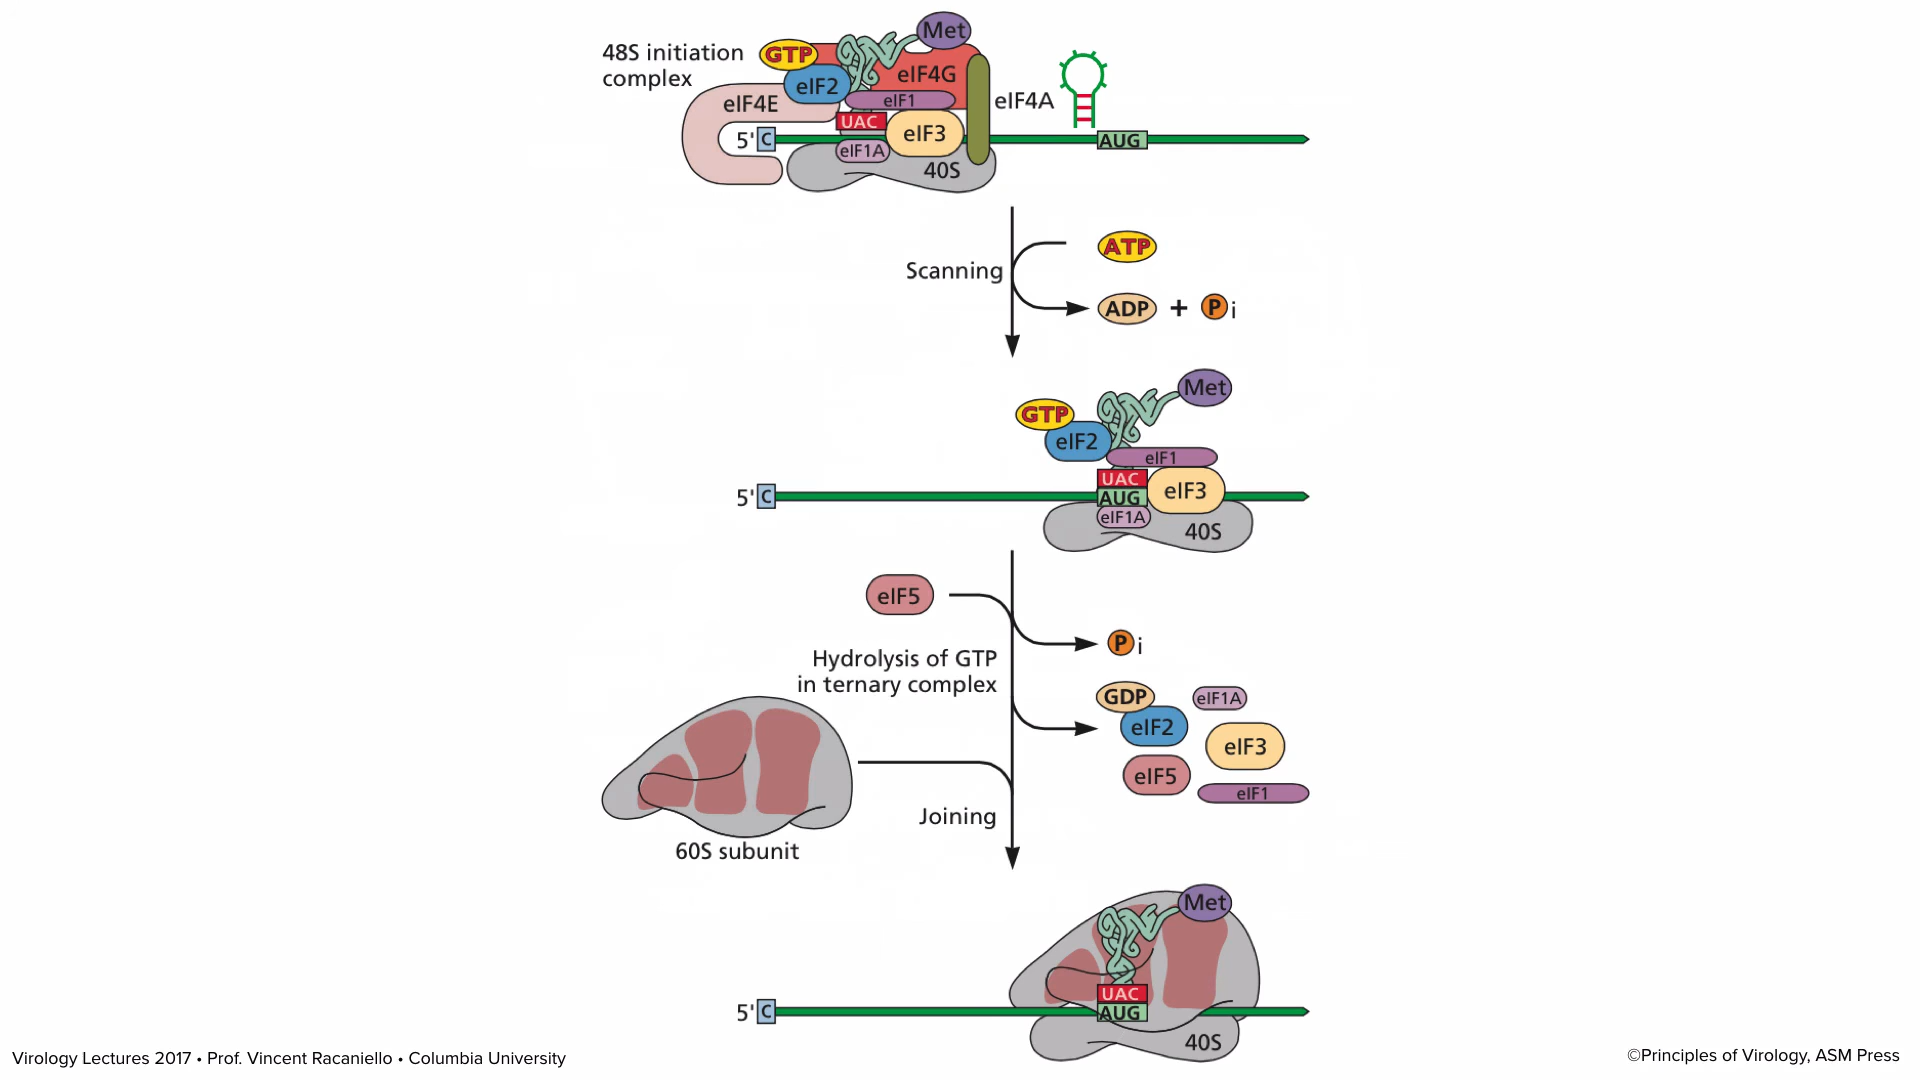 48S initiation
complex
GTP
Met
eIF2
eIF4G
eIF4E
eIF1
eIF4A
UAC
eIF3
5' C
AUG
eIF1A
40S
Scanning
ATP
ADP + Pi
Met
GTP
eIF2
eIF1
UAC
5' C
AUG
eIF3
eIF1A
40S
eIF5
Pi
Hydrolysis of GTP
in ternary complex
GDP
eIF1A
eIF2
eIF3
eIF5
eIF1
Joining
60S subunit
Met
UAC
5' C
AUG
40S
Virology Lectures 2017 • Prof. Vincent Racaniello • Columbia University
©Principles of Virology, ASM Press